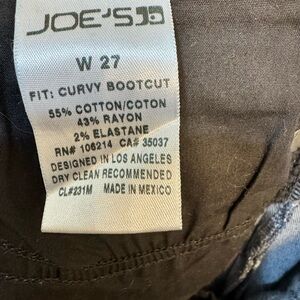 JOE'S
W 27
FIT: CURVY BOOTCUT
55% COTTON/COTON
43% RAYON
2% ELASTANE
RN# 106214 CA# 35037
DESIGNED IN LOS ANGELES
DRY CLEAN RECOMMENDED
CL#231M MADE IN MEXICO